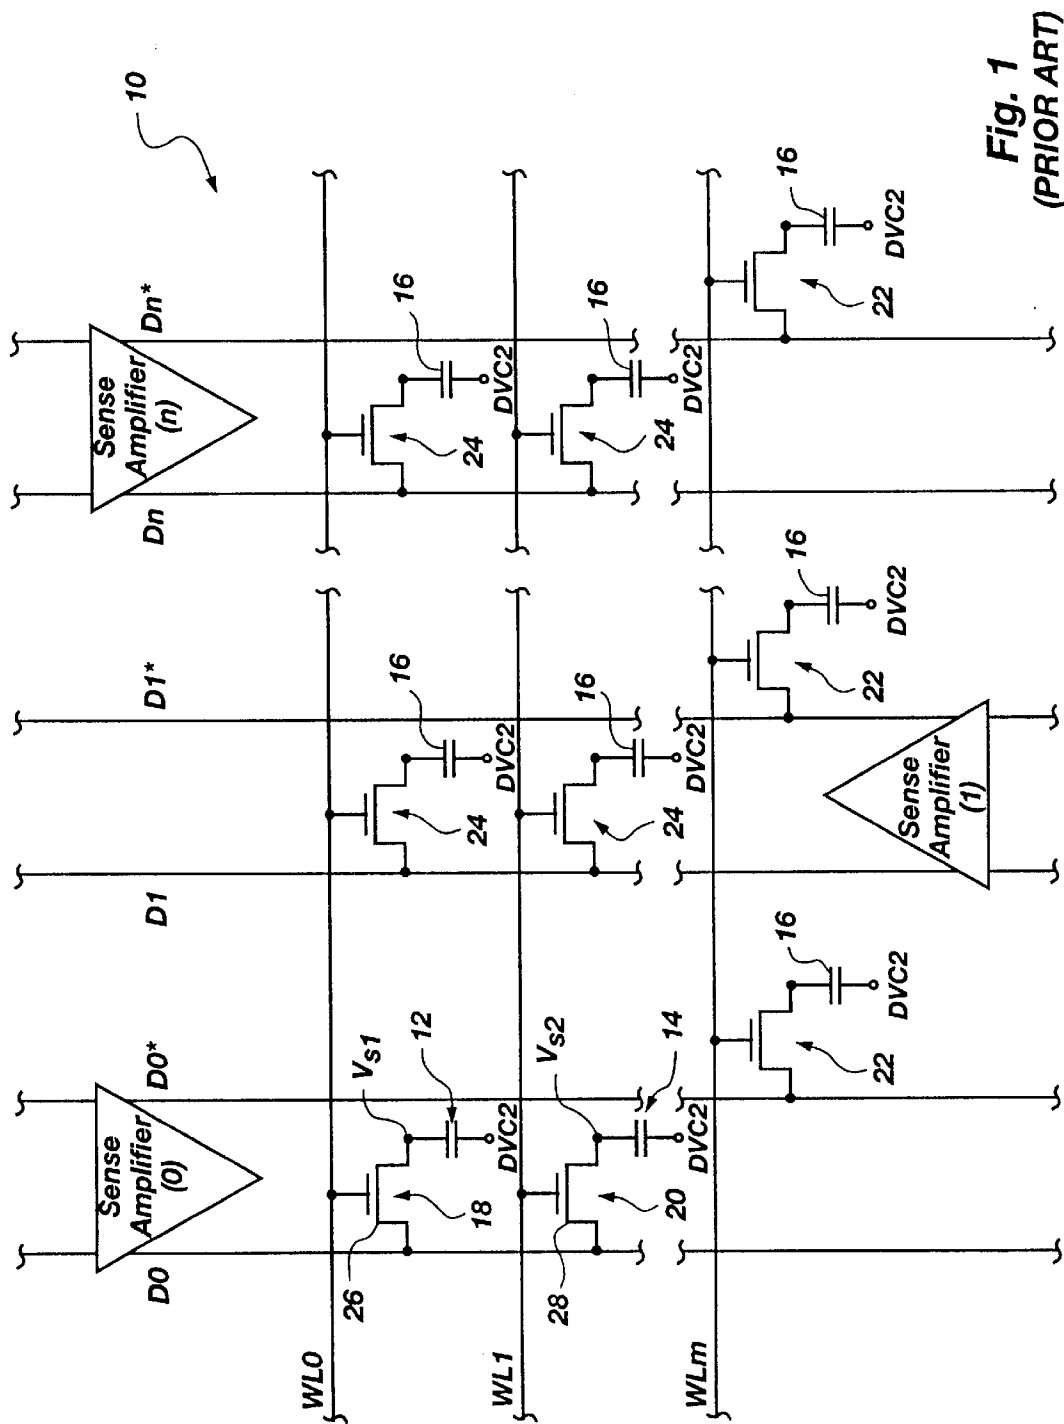 10
Sense
Amplifier
(0)
Sense
Amplifier
(n)
D0
D0*
D1
D1*
Dn
Dn*
WL0
26
18
VS1
12
DVC2
24
16
DVC2
24
16
DVC2
WL1
28
20
VS2
14
DVC2
24
16
DVC2
24
16
DVC2
WLm
22
16
DVC2
22
16
DVC2
22
16
DVC2
Sense
Amplifier
(1)
Fig. 1
(PRIOR ART)